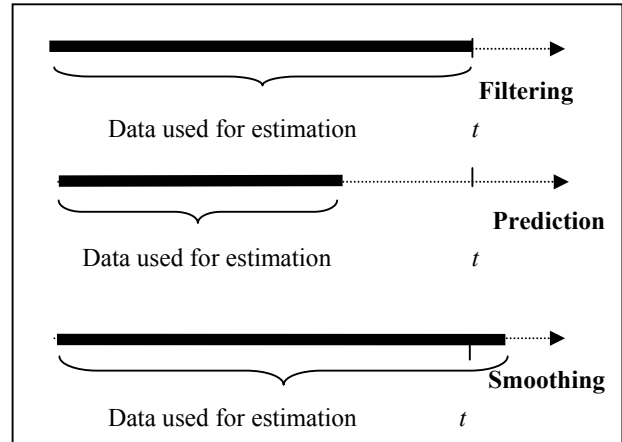 Filtering
Data used for estimation t
Prediction
Data used for estimation t
Smoothing
Data used for estimation t